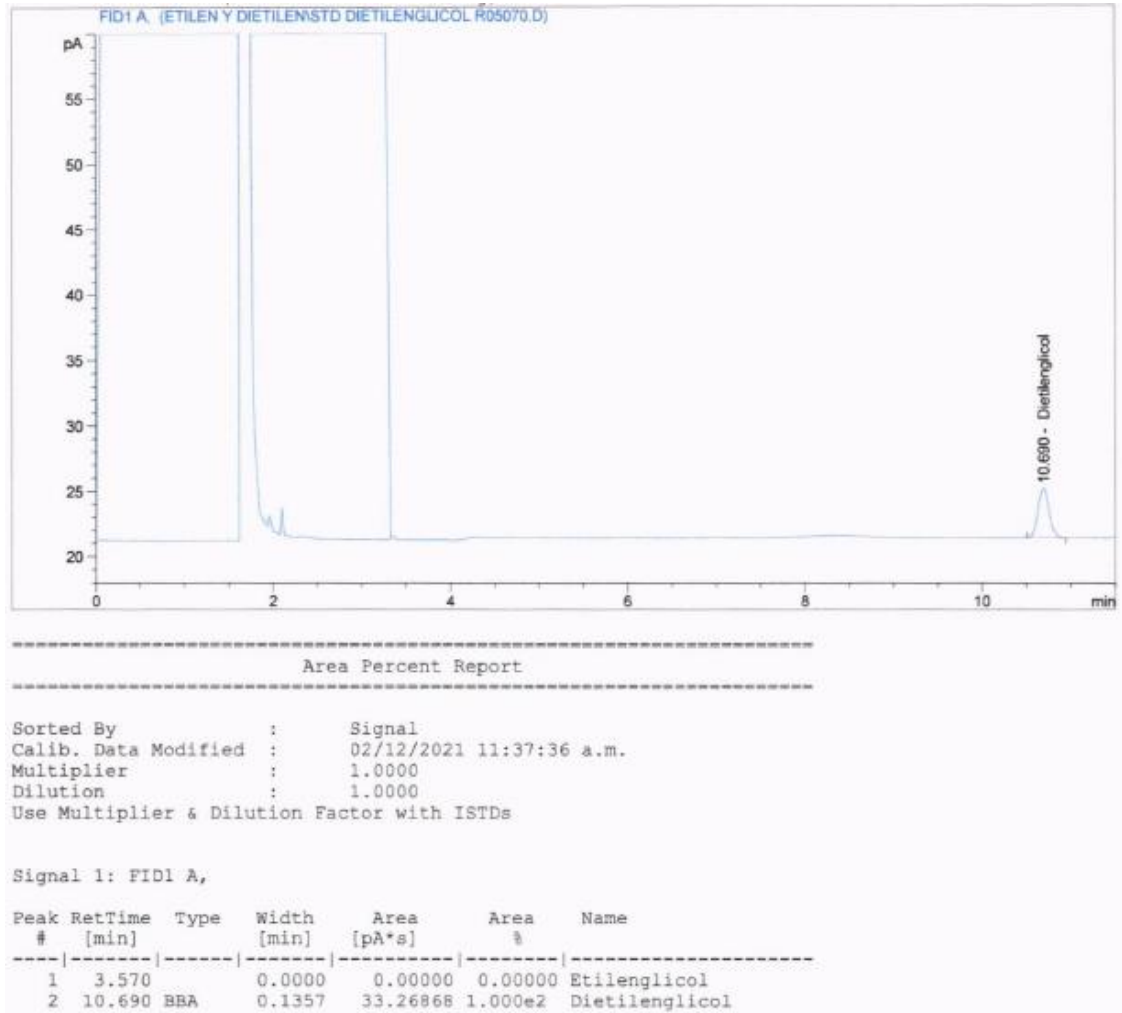 FID1 A, (ETILEN Y DIETILEN\STD DIETILENGLICOL R05070.D)
pA
55
50
45
40
35
30
25
20
0 2 4 6 8 10 min
10.690 - Dietilenglicol
=====================================================================
Area Percent Report
=====================================================================
Sorted By : Signal
Calib. Data Modified : 02/12/2021 11:37:36 a.m.
Multiplier : 1.0000
Dilution : 1.0000
Use Multiplier & Dilution Factor with ISTDs
Signal 1: FID1 A,
Peak RetTime Type Width Area Area Name
# [min] [min] [pA*s] %
----|-------|------|-------|----------|--------|---------------------
1 3.570 0.0000 0.00000 0.00000 Etilenglicol
2 10.690 BBA 0.1357 33.26868 1.000e2 Dietilenglicol